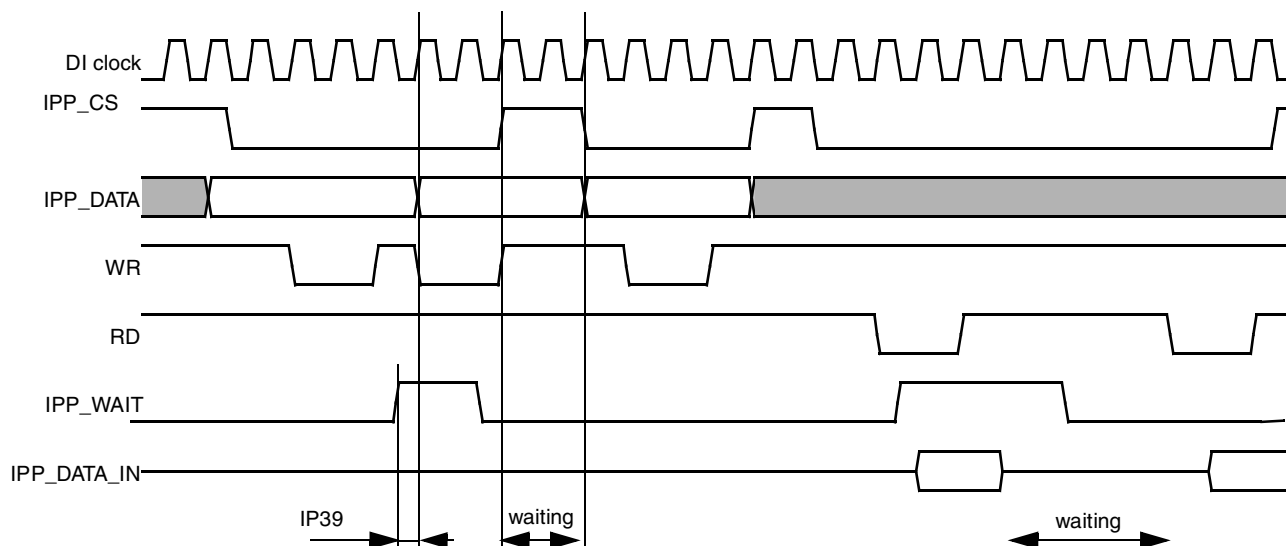 DI clock
IPP_CS
IPP_DATA
WR
RD
IPP_WAIT
IPP_DATA_IN
IP39
waiting
waiting